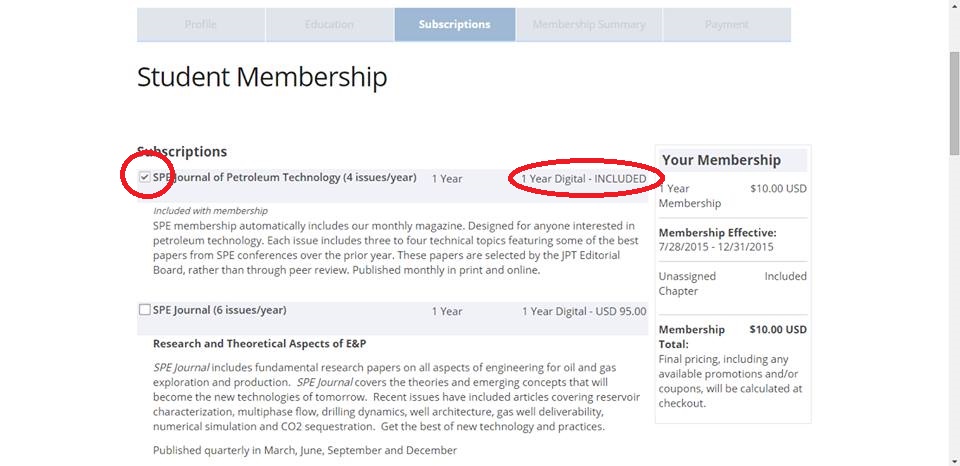 Profile
Education
Subscriptions
Membership Summary
Payment
Student Membership
Subscriptions
SPE Journal of Petroleum Technology (4 issues/year) 1 Year 1 Year Digital - INCLUDED
Included with membership
SPE membership automatically includes our monthly magazine. Designed for anyone interested in
petroleum technology. Each issue includes three to four technical topics featuring some of the best
papers from SPE conferences over the prior year. These papers are selected by the JPT Editorial
Board, rather than through peer review. Published monthly in print and online.
SPE Journal (6 issues/year) 1 Year 1 Year Digital - USD 95.00
Research and Theoretical Aspects of E&P
SPE Journal includes fundamental research papers on all aspects of engineering for oil and gas
exploration and production. SPE Journal covers the theories and emerging concepts that will
become the new technologies of tomorrow. Recent issues have included articles covering reservoir
characterization, multiphase flow, drilling dynamics, well architecture, gas well deliverability,
numerical simulation and CO2 sequestration. Get the best of new technology and practices.
Published quarterly in March, June, September and December
Your Membership
1 Year $10.00 USD
Membership
Membership Effective:
7/28/2015 - 12/31/2015
Unassigned Included
Chapter
Membership $10.00 USD
Total:
Final pricing, including any
available promotions and/or
coupons, will be calculated at
checkout.